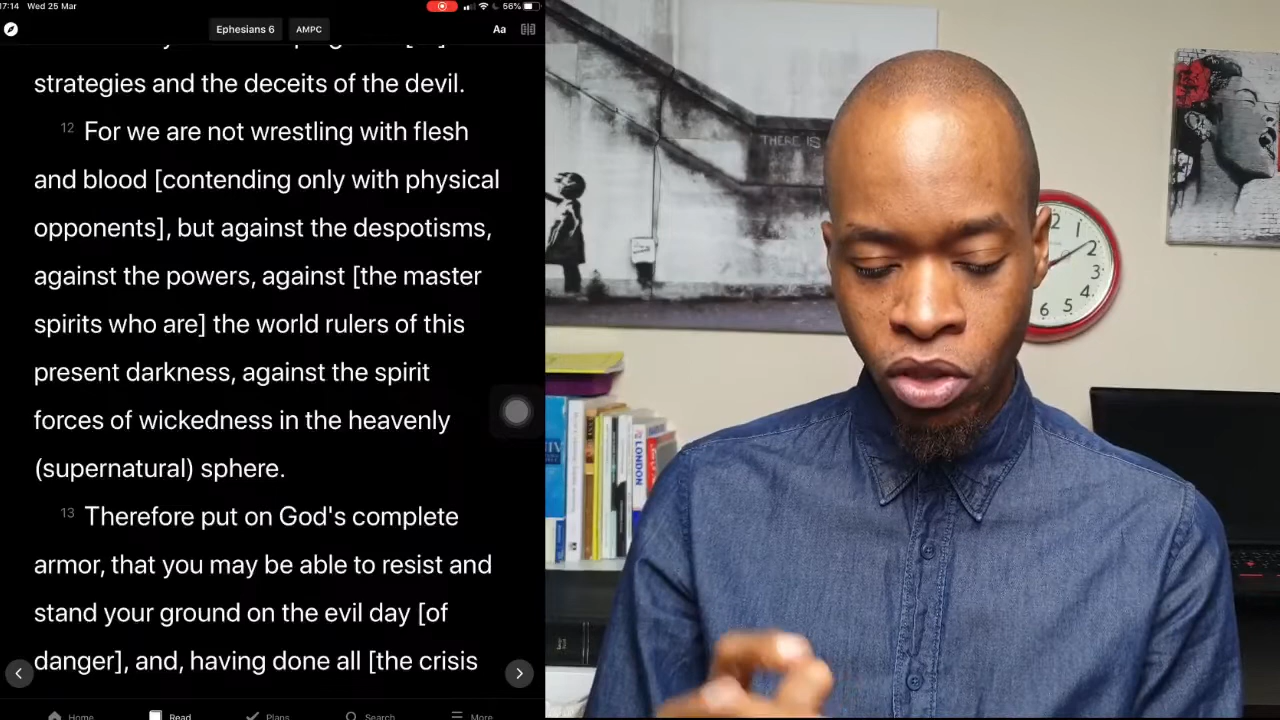 17:14 Wed 25 Mar
56%
Ephesians 6
AMPC
Aa
strategies and the deceits of the devil.
12 For we are not wrestling with flesh
and blood [contending only with physical
opponents], but against the despotisms,
against the powers, against [the master
spirits who are] the world rulers of this
present darkness, against the spirit
forces of wickedness in the heavenly
(supernatural) sphere.
13 Therefore put on God's complete
armor, that you may be able to resist and
stand your ground on the evil day [of
danger], and, having done all [the crisis
Home
Read
Plans
Search
More
THERE IS
2
1
2
3
4
5
6
LONDON